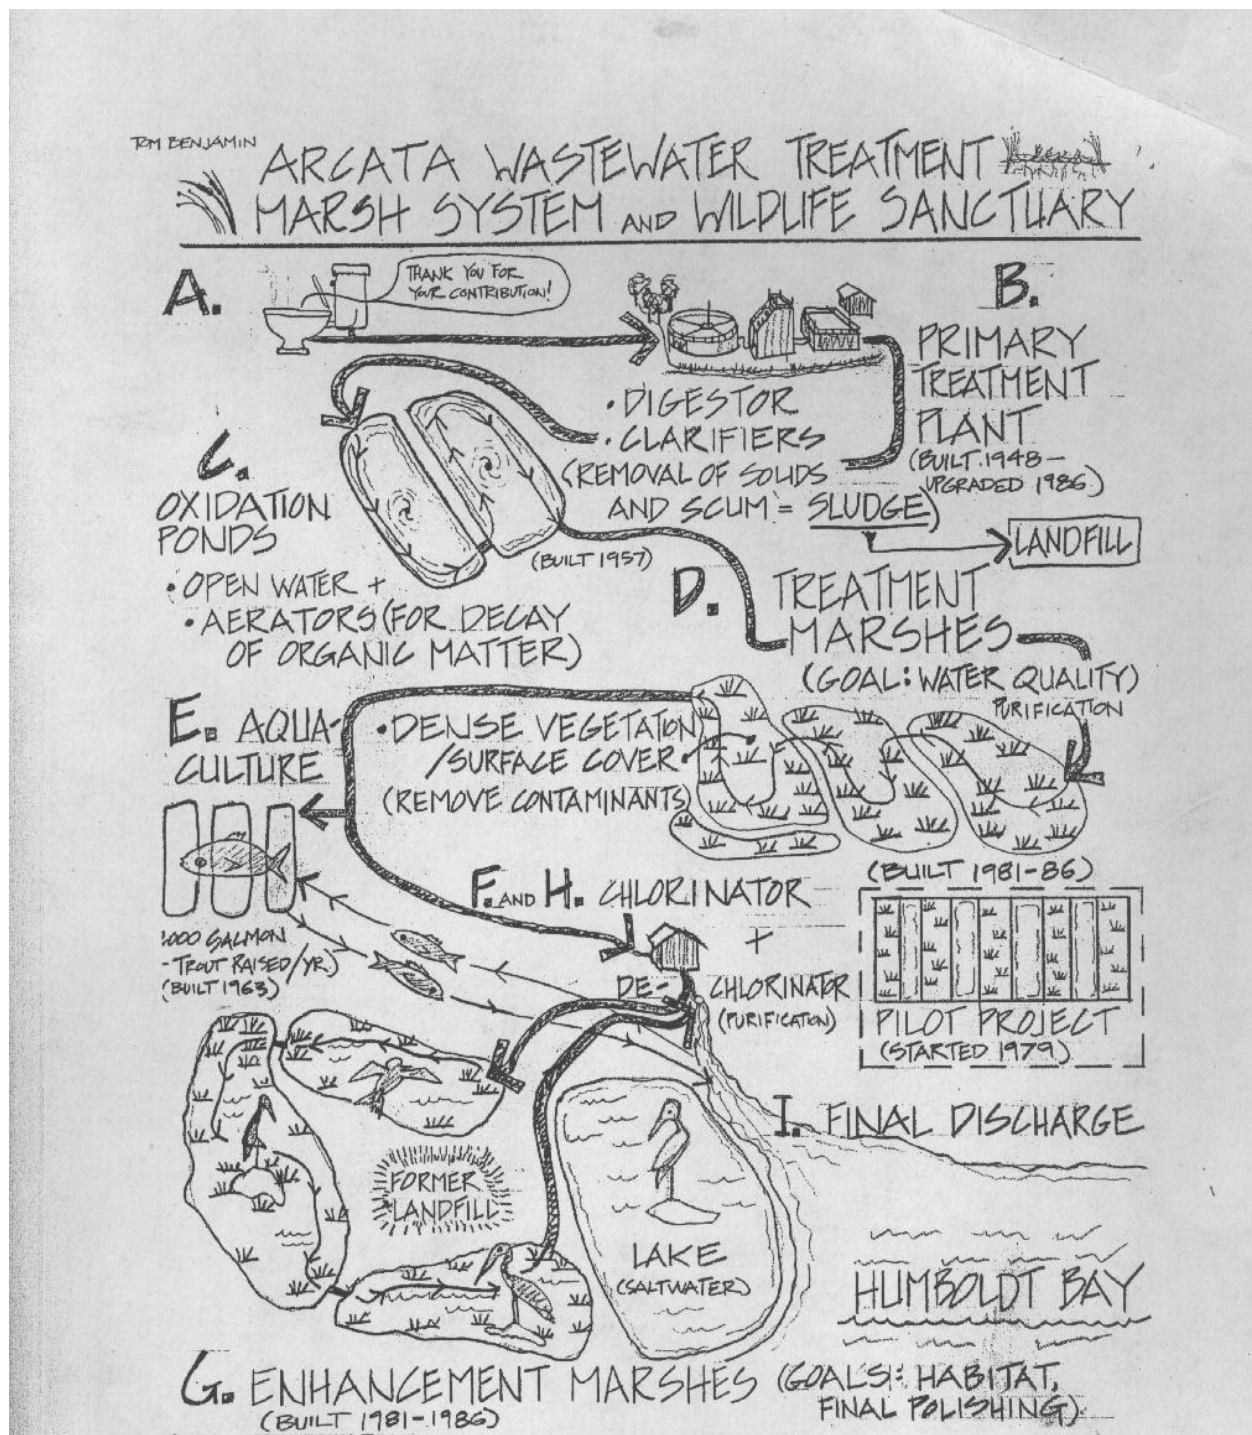 TOM BENJAMIN
ARCATA WASTEWATER TREATMENT
MARSH SYSTEM AND WILDLIFE SANCTUARY
A.
THANK YOU FOR
YOUR CONTRIBUTION!
B.
PRIMARY
TREATMENT
PLANT
(BUILT 1948-
UPGRADED 1986)
• DIGESTOR
• CLARIFIERS
(REMOVAL OF SOLIDS
AND SCUM = SLUDGE)
LANDFILL
C.
OXIDATION
PONDS
(BUILT 1957)
• OPEN WATER +
• AERATORS (FOR DECAY
OF ORGANIC MATTER)
D. TREATMENT
MARSHES
(GOAL: WATER QUALITY)
PURIFICATION
• DENSE VEGETATION
/SURFACE COVER •
(REMOVE CONTAMINANTS)
(BUILT 1981-86)
E. AQUA-
CULTURE
000 SALMON
- TROUT RAISED/YR.)
(BUILT 1963)
F. AND H. CHLORINATOR
+
DE-CHLORINATOR
(PURIFICATION)
PILOT PROJECT
(STARTED 1979)
I. FINAL DISCHARGE
FORMER
LANDFILL
LAKE
(SALTWATER)
HUMBOLDT BAY
G. ENHANCEMENT MARSHES (GOALS: HABITAT,
FINAL POLISHING)
(BUILT 1981-1986)